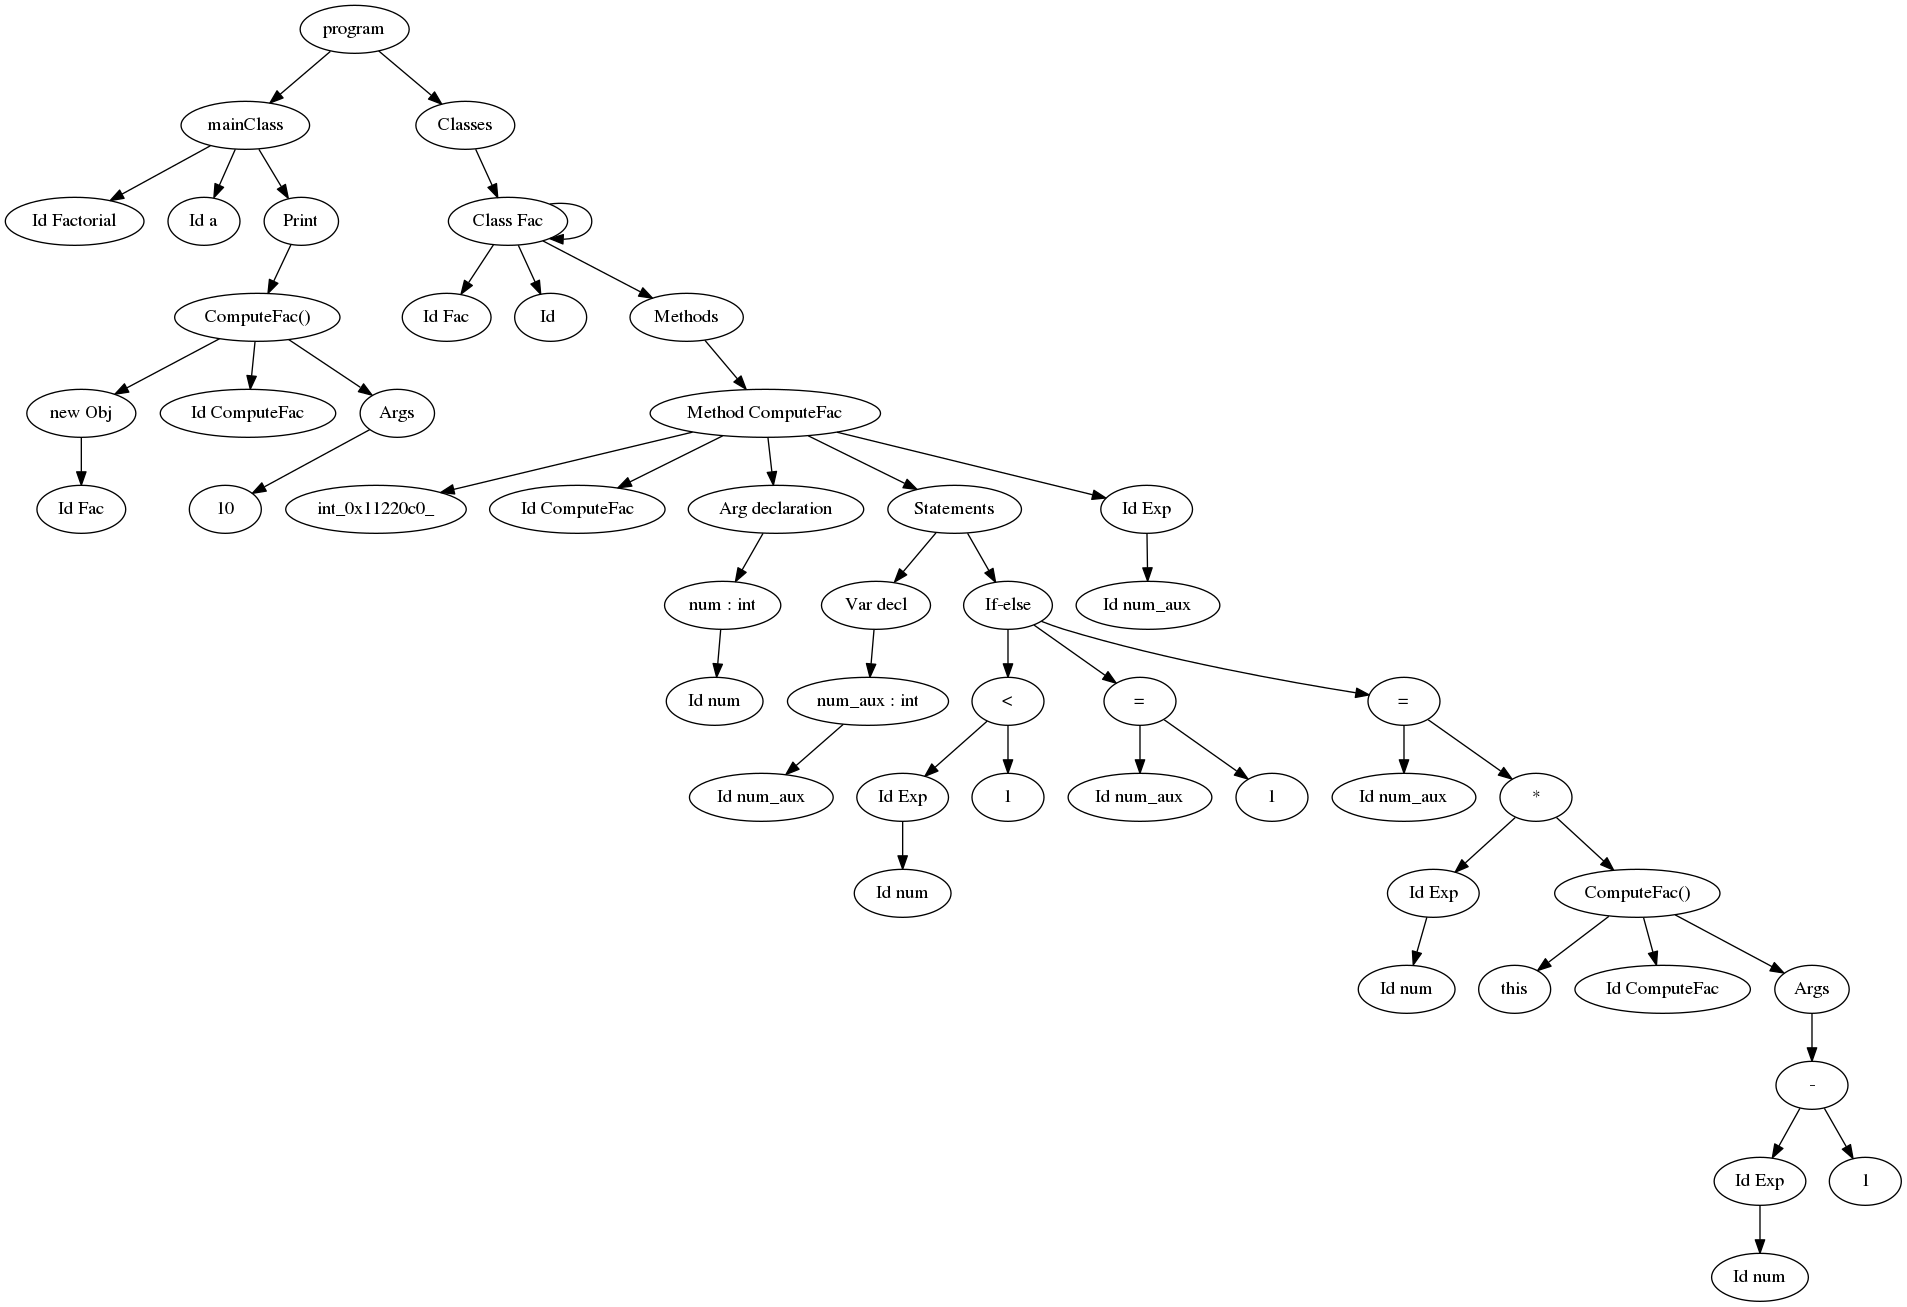 program
mainClass
Classes
Id Factorial
Id a
Print
Class Fac
ComputeFac()
Id Fac
Id
Methods
new Obj
Id ComputeFac
Args
Method ComputeFac
Id Fac
10
int_0x11220c0_
Id ComputeFac
Arg declaration
Statements
Id Exp
num : int
Var decl
If-else
Id num_aux
Id num
num_aux : int
<
=
=
Id num_aux
Id Exp
1
Id num_aux
1
Id num_aux
*
Id num
Id Exp
ComputeFac()
Id num
this
Id ComputeFac
Args
-
Id Exp
1
Id num